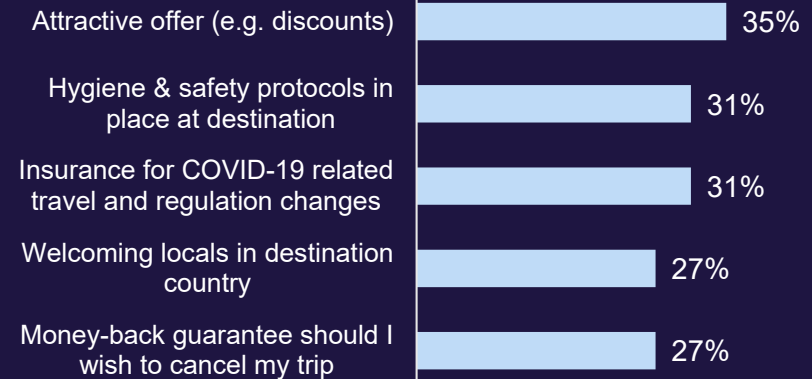 Attractive offer (e.g. discounts)
35%
Hygiene & safety protocols in
place at destination
31%
Insurance for COVID-19 related
travel and regulation changes
31%
Welcoming locals in destination
country
27%
Money-back guarantee should I
wish to cancel my trip
27%